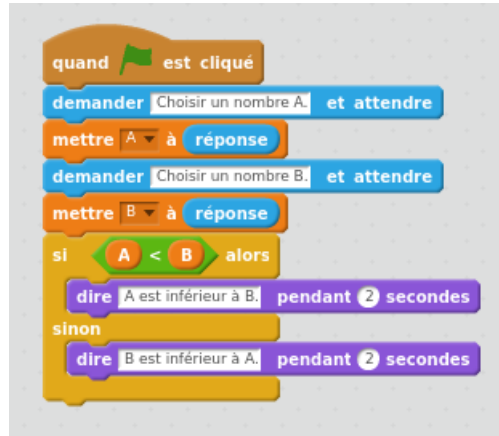 quand est cliqué
demander Choisir un nombre A. et attendre
mettre A à réponse
demander Choisir un nombre B. et attendre
mettre B à réponse
si A < B alors
dire A est inférieur à B. pendant 2 secondes
sinon
dire B est inférieur à A. pendant 2 secondes